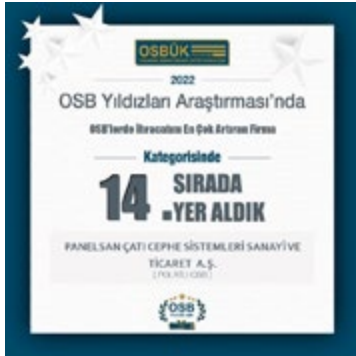 OSBÜK
2022
OSB Yıldızları Araştırması'nda
OSB'lerde İhracatını En Çok Artıran Firma
Kategorisinde
14. SIRADA
YER ALDIK
PANELSAN ÇATI CEPHE SİSTEMLERİ SANAYİ VE
TİCARET A.Ş.
OSB